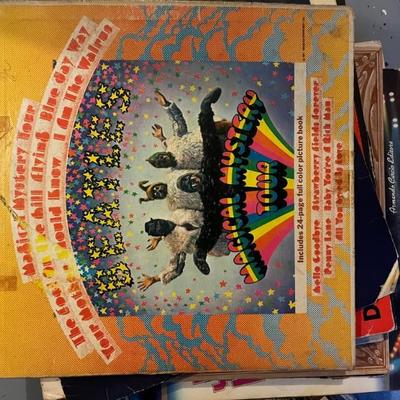 Magical Mystery Tour
The Fool On The Hill Flying Blue Jay Way
Your Mother Should Know I Am The Walrus
BEATLES
MAGICAL MYSTERY
TOUR
Includes 24-page full color picture book
Hello Goodbye Strawberry Fields Forever
Penny Lane Baby You're A Rich Man
All You Need Is Love
D